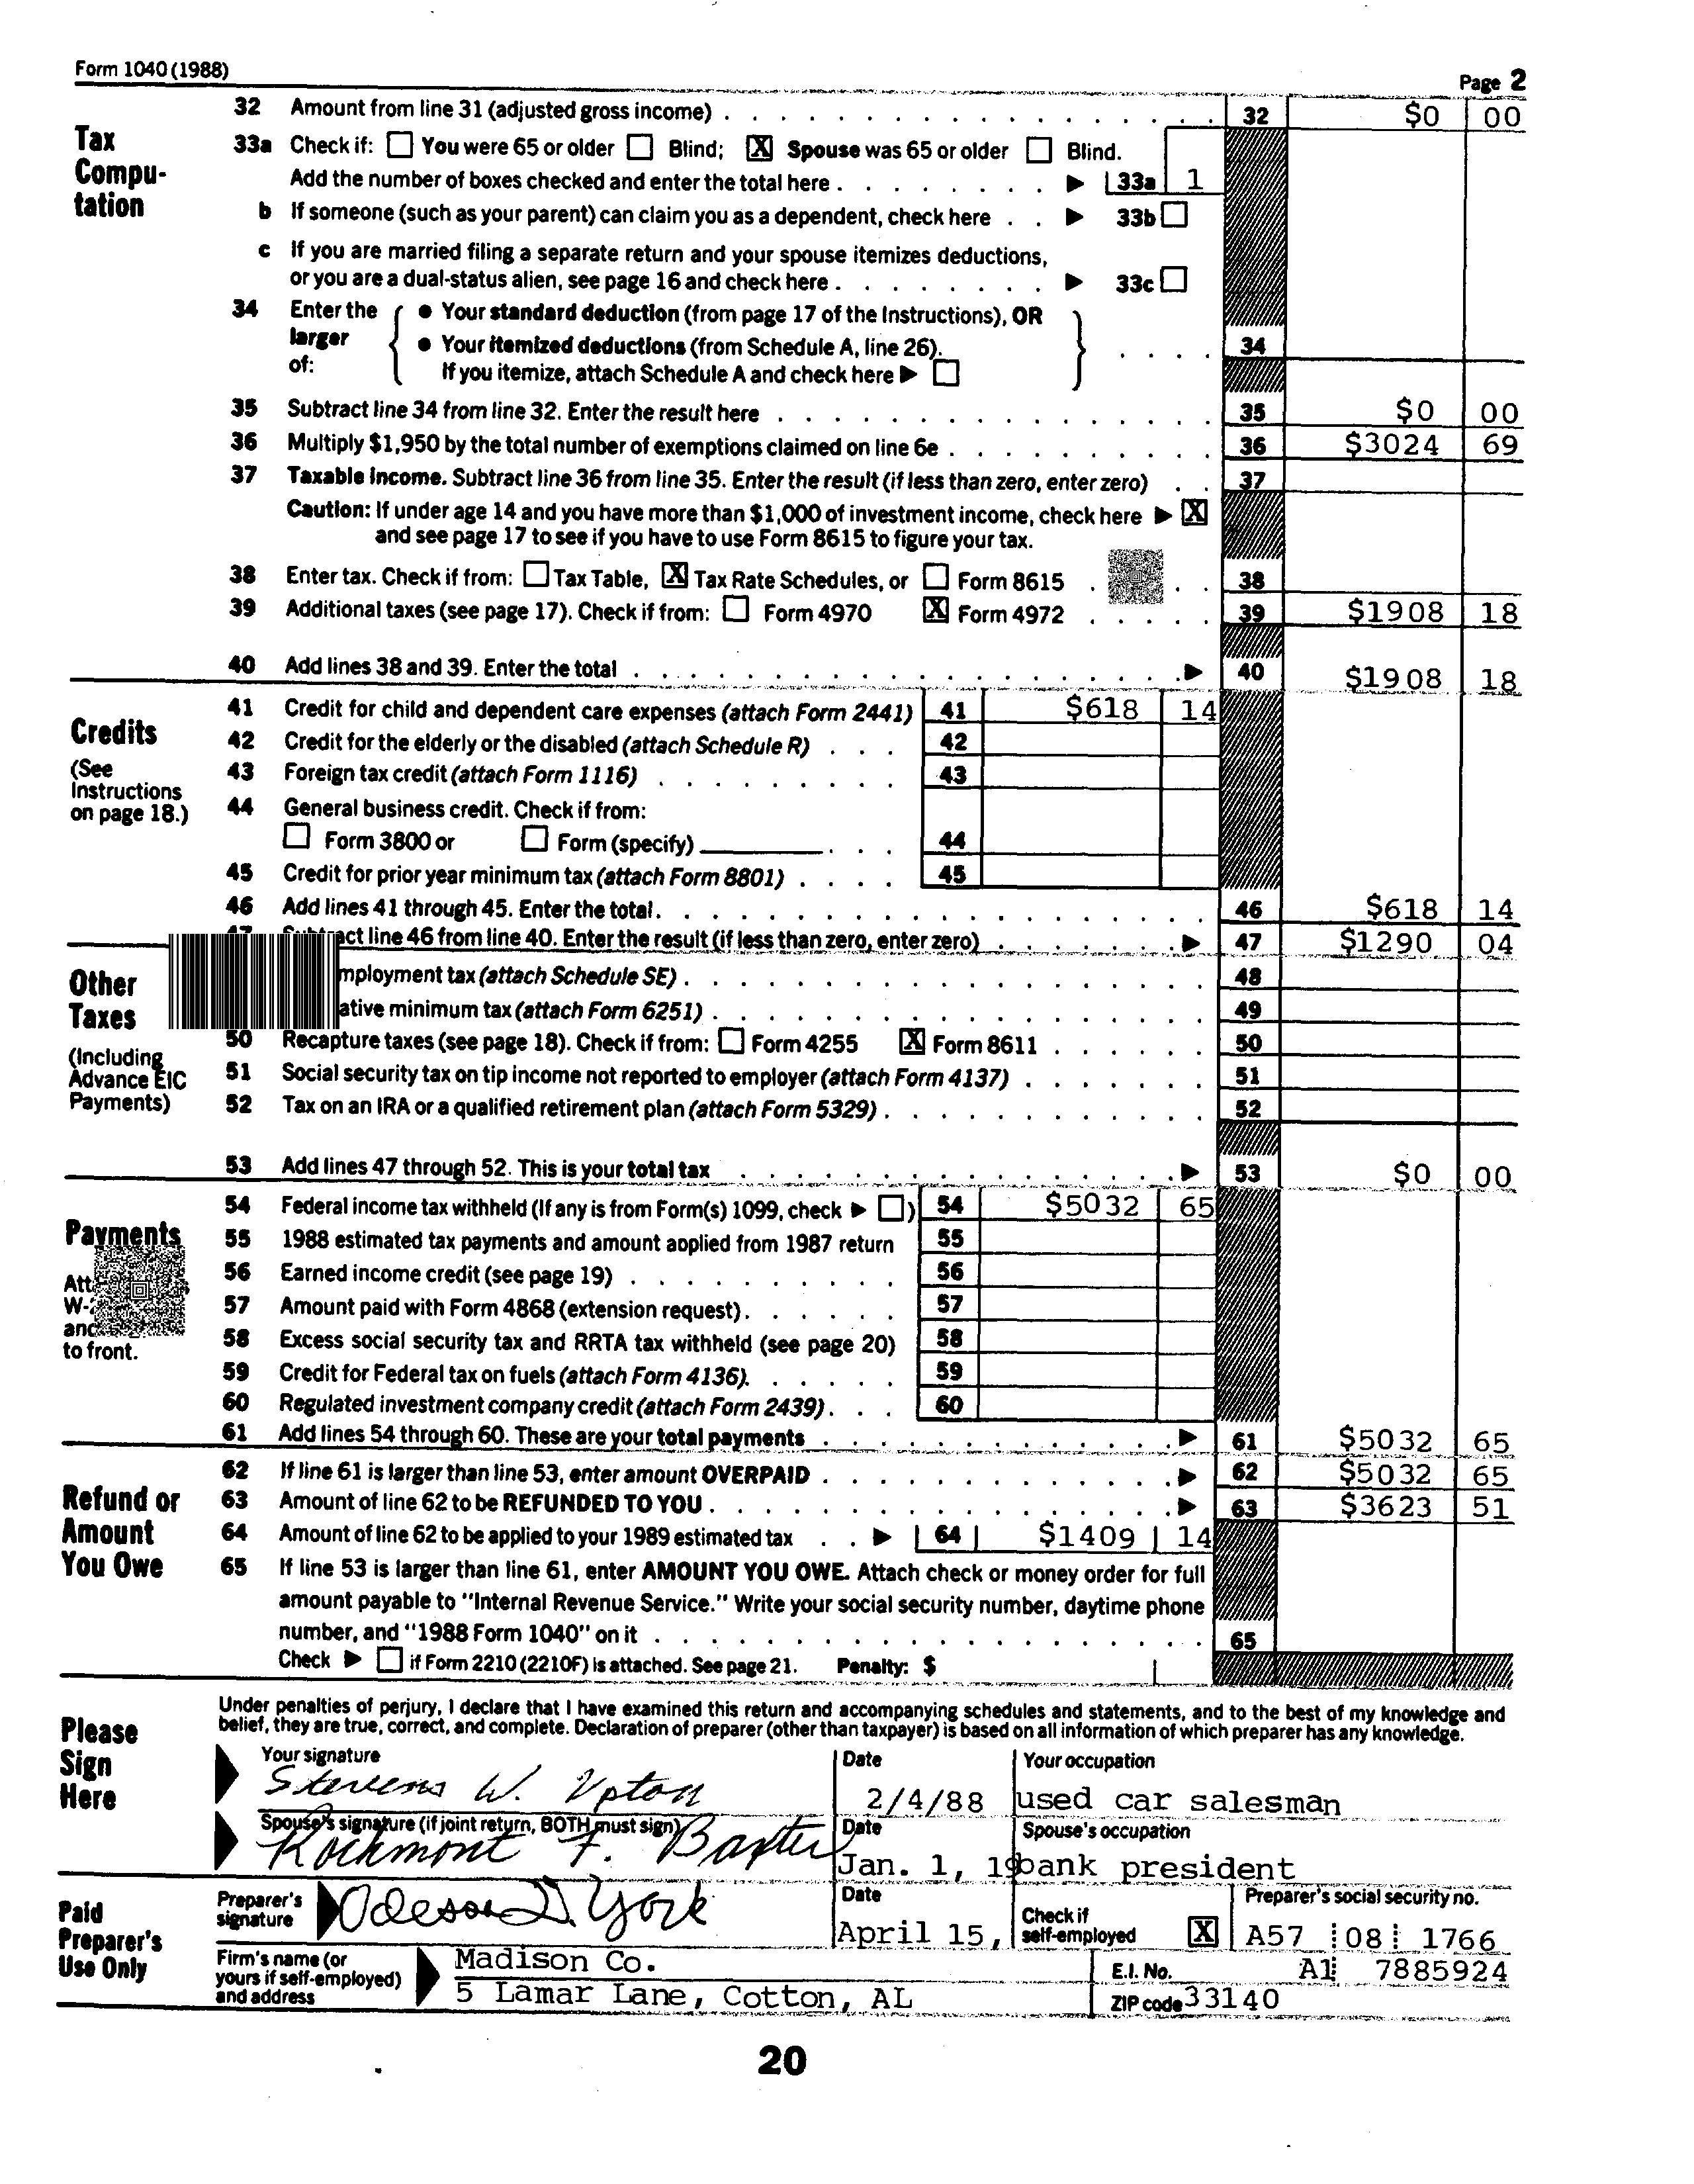 Form 1040 (1988)
Page 2
Tax Compu-tation
32 Amount from line 31 (adjusted gross income) . . . 32 $0 00
33a Check if: ☐ You were 65 or older ☐ Blind; ☒ Spouse was 65 or older ☐ Blind.
Add the number of boxes checked and enter the total here . . . ▶ 33a 1
b If someone (such as your parent) can claim you as a dependent, check here . . ▶ 33b ☐
c If you are married filing a separate return and your spouse itemizes deductions,
or you are a dual-status alien, see page 16 and check here . . . ▶ 33c ☐
34 Enter the larger of: { • Your standard deduction (from page 17 of the Instructions), OR
• Your itemized deductions (from Schedule A, line 26). } . . . . 34
If you itemize, attach Schedule A and check here ▶ ☐
35 Subtract line 34 from line 32. Enter the result here . . . 35 $0 00
36 Multiply $1,950 by the total number of exemptions claimed on line 6e . . . 36 $3024 69
37 Taxable income. Subtract line 36 from line 35. Enter the result (if less than zero, enter zero) . . 37
Caution: If under age 14 and you have more than $1,000 of investment income, check here ▶ ☒
and see page 17 to see if you have to use Form 8615 to figure your tax.
38 Enter tax. Check if from: ☐ Tax Table, ☒ Tax Rate Schedules, or ☐ Form 8615 . . . 38
39 Additional taxes (see page 17). Check if from: ☐ Form 4970 ☒ Form 4972 . . . 39 $1908 18
40 Add lines 38 and 39. Enter the total . . . ▶ 40 $1908 18
Credits
(See Instructions on page 18.)
41 Credit for child and dependent care expenses (attach Form 2441) 41 $618 14
42 Credit for the elderly or the disabled (attach Schedule R) . . . 42
43 Foreign tax credit (attach Form 1116) . . . 43
44 General business credit. Check if from:
☐ Form 3800 or ☐ Form (specify) ______ . . . 44
45 Credit for prior year minimum tax (attach Form 8801) . . . . 45
46 Add lines 41 through 45. Enter the total . . . 46 $618 14
47 Subtract line 46 from line 40. Enter the result (if less than zero, enter zero) . . . ▶ 47 $1290 04
Other Taxes
(Including Advance EIC Payments)
mployment tax (attach Schedule SE) . . . 48
ative minimum tax (attach Form 6251) . . . 49
50 Recapture taxes (see page 18). Check if from: ☐ Form 4255 ☒ Form 8611 . . . 50
51 Social security tax on tip income not reported to employer (attach Form 4137) . . . 51
52 Tax on an IRA or a qualified retirement plan (attach Form 5329) . . . 52
53 Add lines 47 through 52. This is your total tax . . . ▶ 53 $0 00
Payments
Att
W-
and
to front.
54 Federal income tax withheld (If any is from Form(s) 1099, check ▶ ☐) 54 $5032 65
55 1988 estimated tax payments and amount applied from 1987 return 55
56 Earned income credit (see page 19) . . . 56
57 Amount paid with Form 4868 (extension request) . . . 57
58 Excess social security tax and RRTA tax withheld (see page 20) 58
59 Credit for Federal tax on fuels (attach Form 4136). . . . 59
60 Regulated investment company credit (attach Form 2439) . . . 60
61 Add lines 54 through 60. These are your total payments . . . ▶ 61 $5032 65
Refund or Amount You Owe
62 If line 61 is larger than line 53, enter amount OVERPAID . . . ▶ 62 $5032 65
63 Amount of line 62 to be REFUNDED TO YOU . . . ▶ 63 $3623 51
64 Amount of line 62 to be applied to your 1989 estimated tax . . ▶ 64 $1409 14
65 If line 53 is larger than line 61, enter AMOUNT YOU OWE. Attach check or money order for full
amount payable to "Internal Revenue Service." Write your social security number, daytime phone
number, and "1988 Form 1040" on it . . . 65
Check ▶ ☐ if Form 2210 (2210F) is attached. See page 21. Penalty: $
Please Sign Here
Under penalties of perjury, I declare that I have examined this return and accompanying schedules and statements, and to the best of my knowledge and
belief, they are true, correct, and complete. Declaration of preparer (other than taxpayer) is based on all information of which preparer has any knowledge.
Your signature Date Your occupation
Stevens W. Upton 2/4/88 used car salesman
Spouse's signature (if joint return, BOTH must sign) Date Spouse's occupation
Rockmont F. Baxter Jan. 1, 19 bank president
Paid Preparer's Use Only
Preparer's signature Odeson D. York Date April 15, Check if self-employed ☒ Preparer's social security no. A57 08 1766
Firm's name (or yours if self-employed) and address Madison Co. E.I. No. A1 7885924
5 Lamar Lane, Cotton, AL ZIP code 33140
20